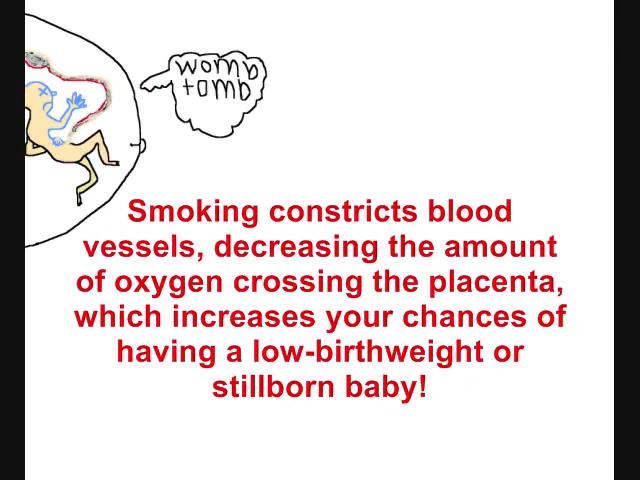 womb
tomb
Smoking constricts blood
vessels, decreasing the amount
of oxygen crossing the placenta,
which increases your chances of
having a low-birthweight or
stillborn baby!